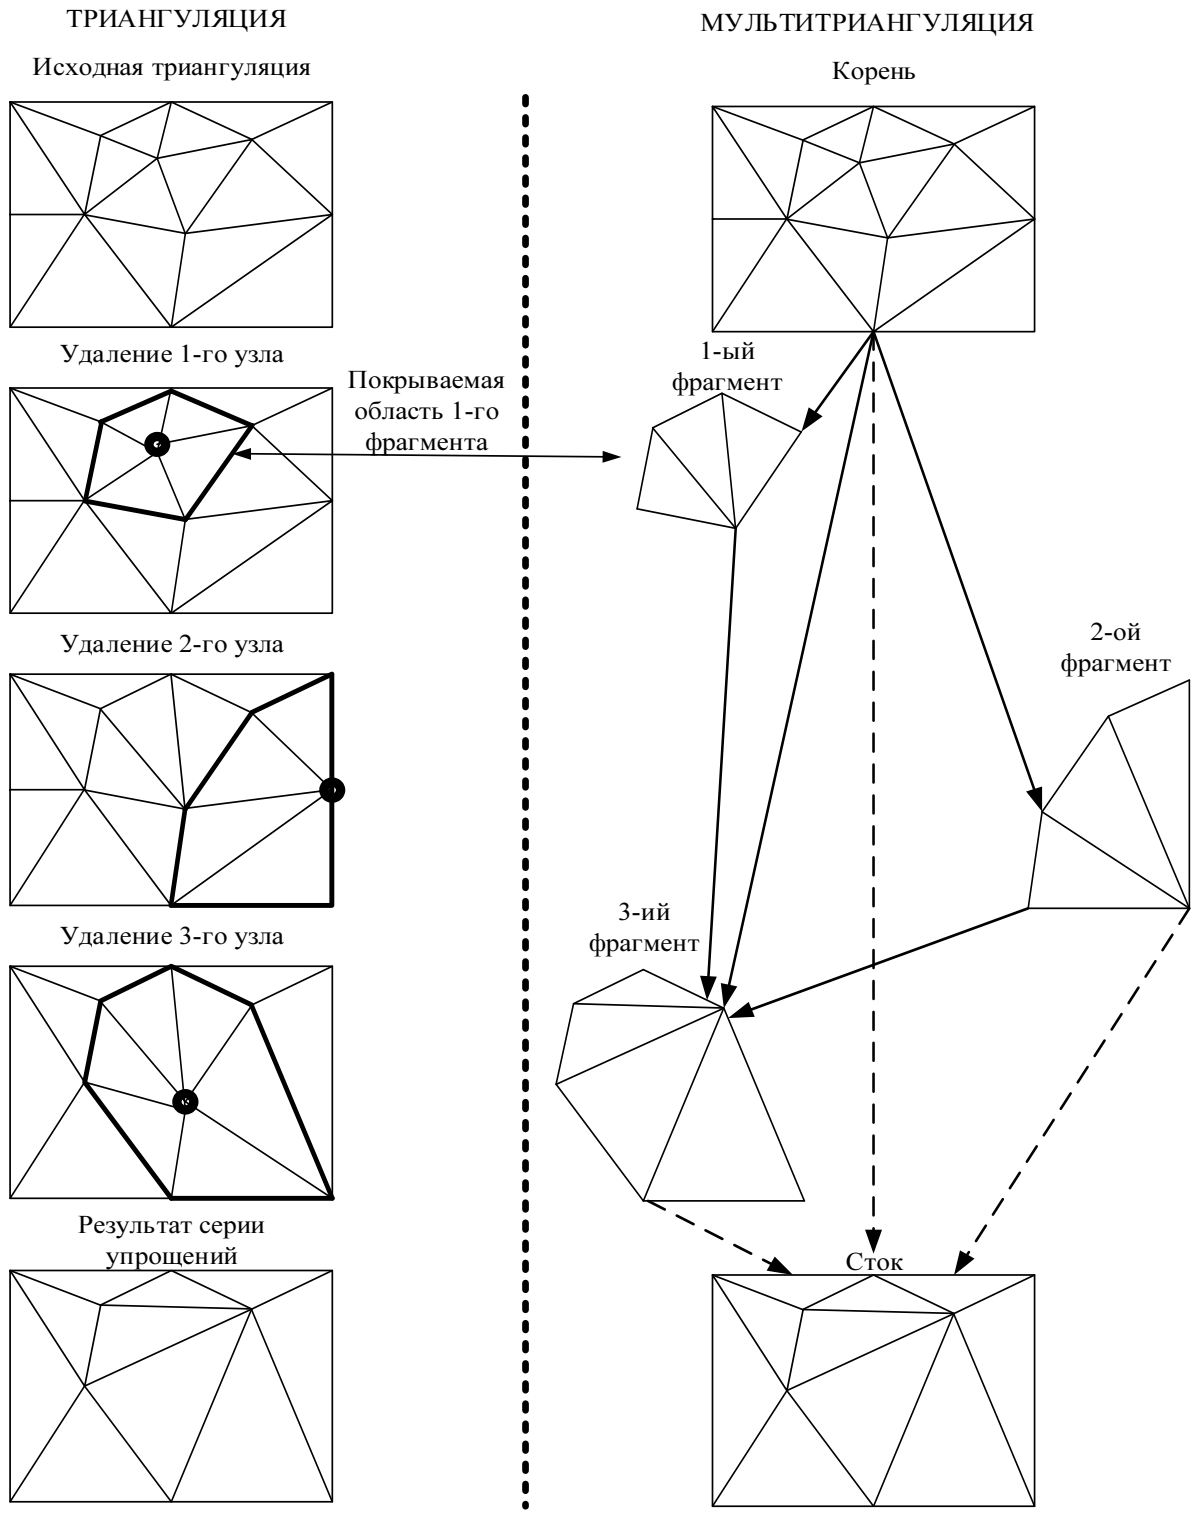 ТРИАНГУЛЯЦИЯ
Исходная триангуляция
Удаление 1-го узла
Покрываемая
область 1-го
фрагмента
Удаление 2-го узла
Удаление 3-го узла
Результат серии
упрощений
МУЛЬТИТРИАНГУЛЯЦИЯ
Корень
1-ый
фрагмент
2-ой
фрагмент
3-ий
фрагмент
Сток